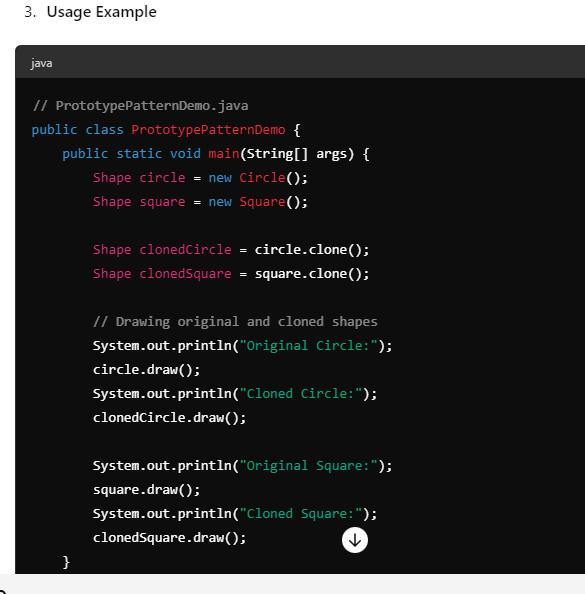 3. Usage Example
java
// PrototypePatternDemo.java
public class PrototypePatternDemo {
    public static void main(String[] args) {
        Shape circle = new Circle();
        Shape square = new Square();

        Shape clonedCircle = circle.clone();
        Shape clonedSquare = square.clone();

        // Drawing original and cloned shapes
        System.out.println("Original Circle:");
        circle.draw();
        System.out.println("Cloned Circle:");
        clonedCircle.draw();

        System.out.println("Original Square:");
        square.draw();
        System.out.println("Cloned Square:");
        clonedSquare.draw();
    }